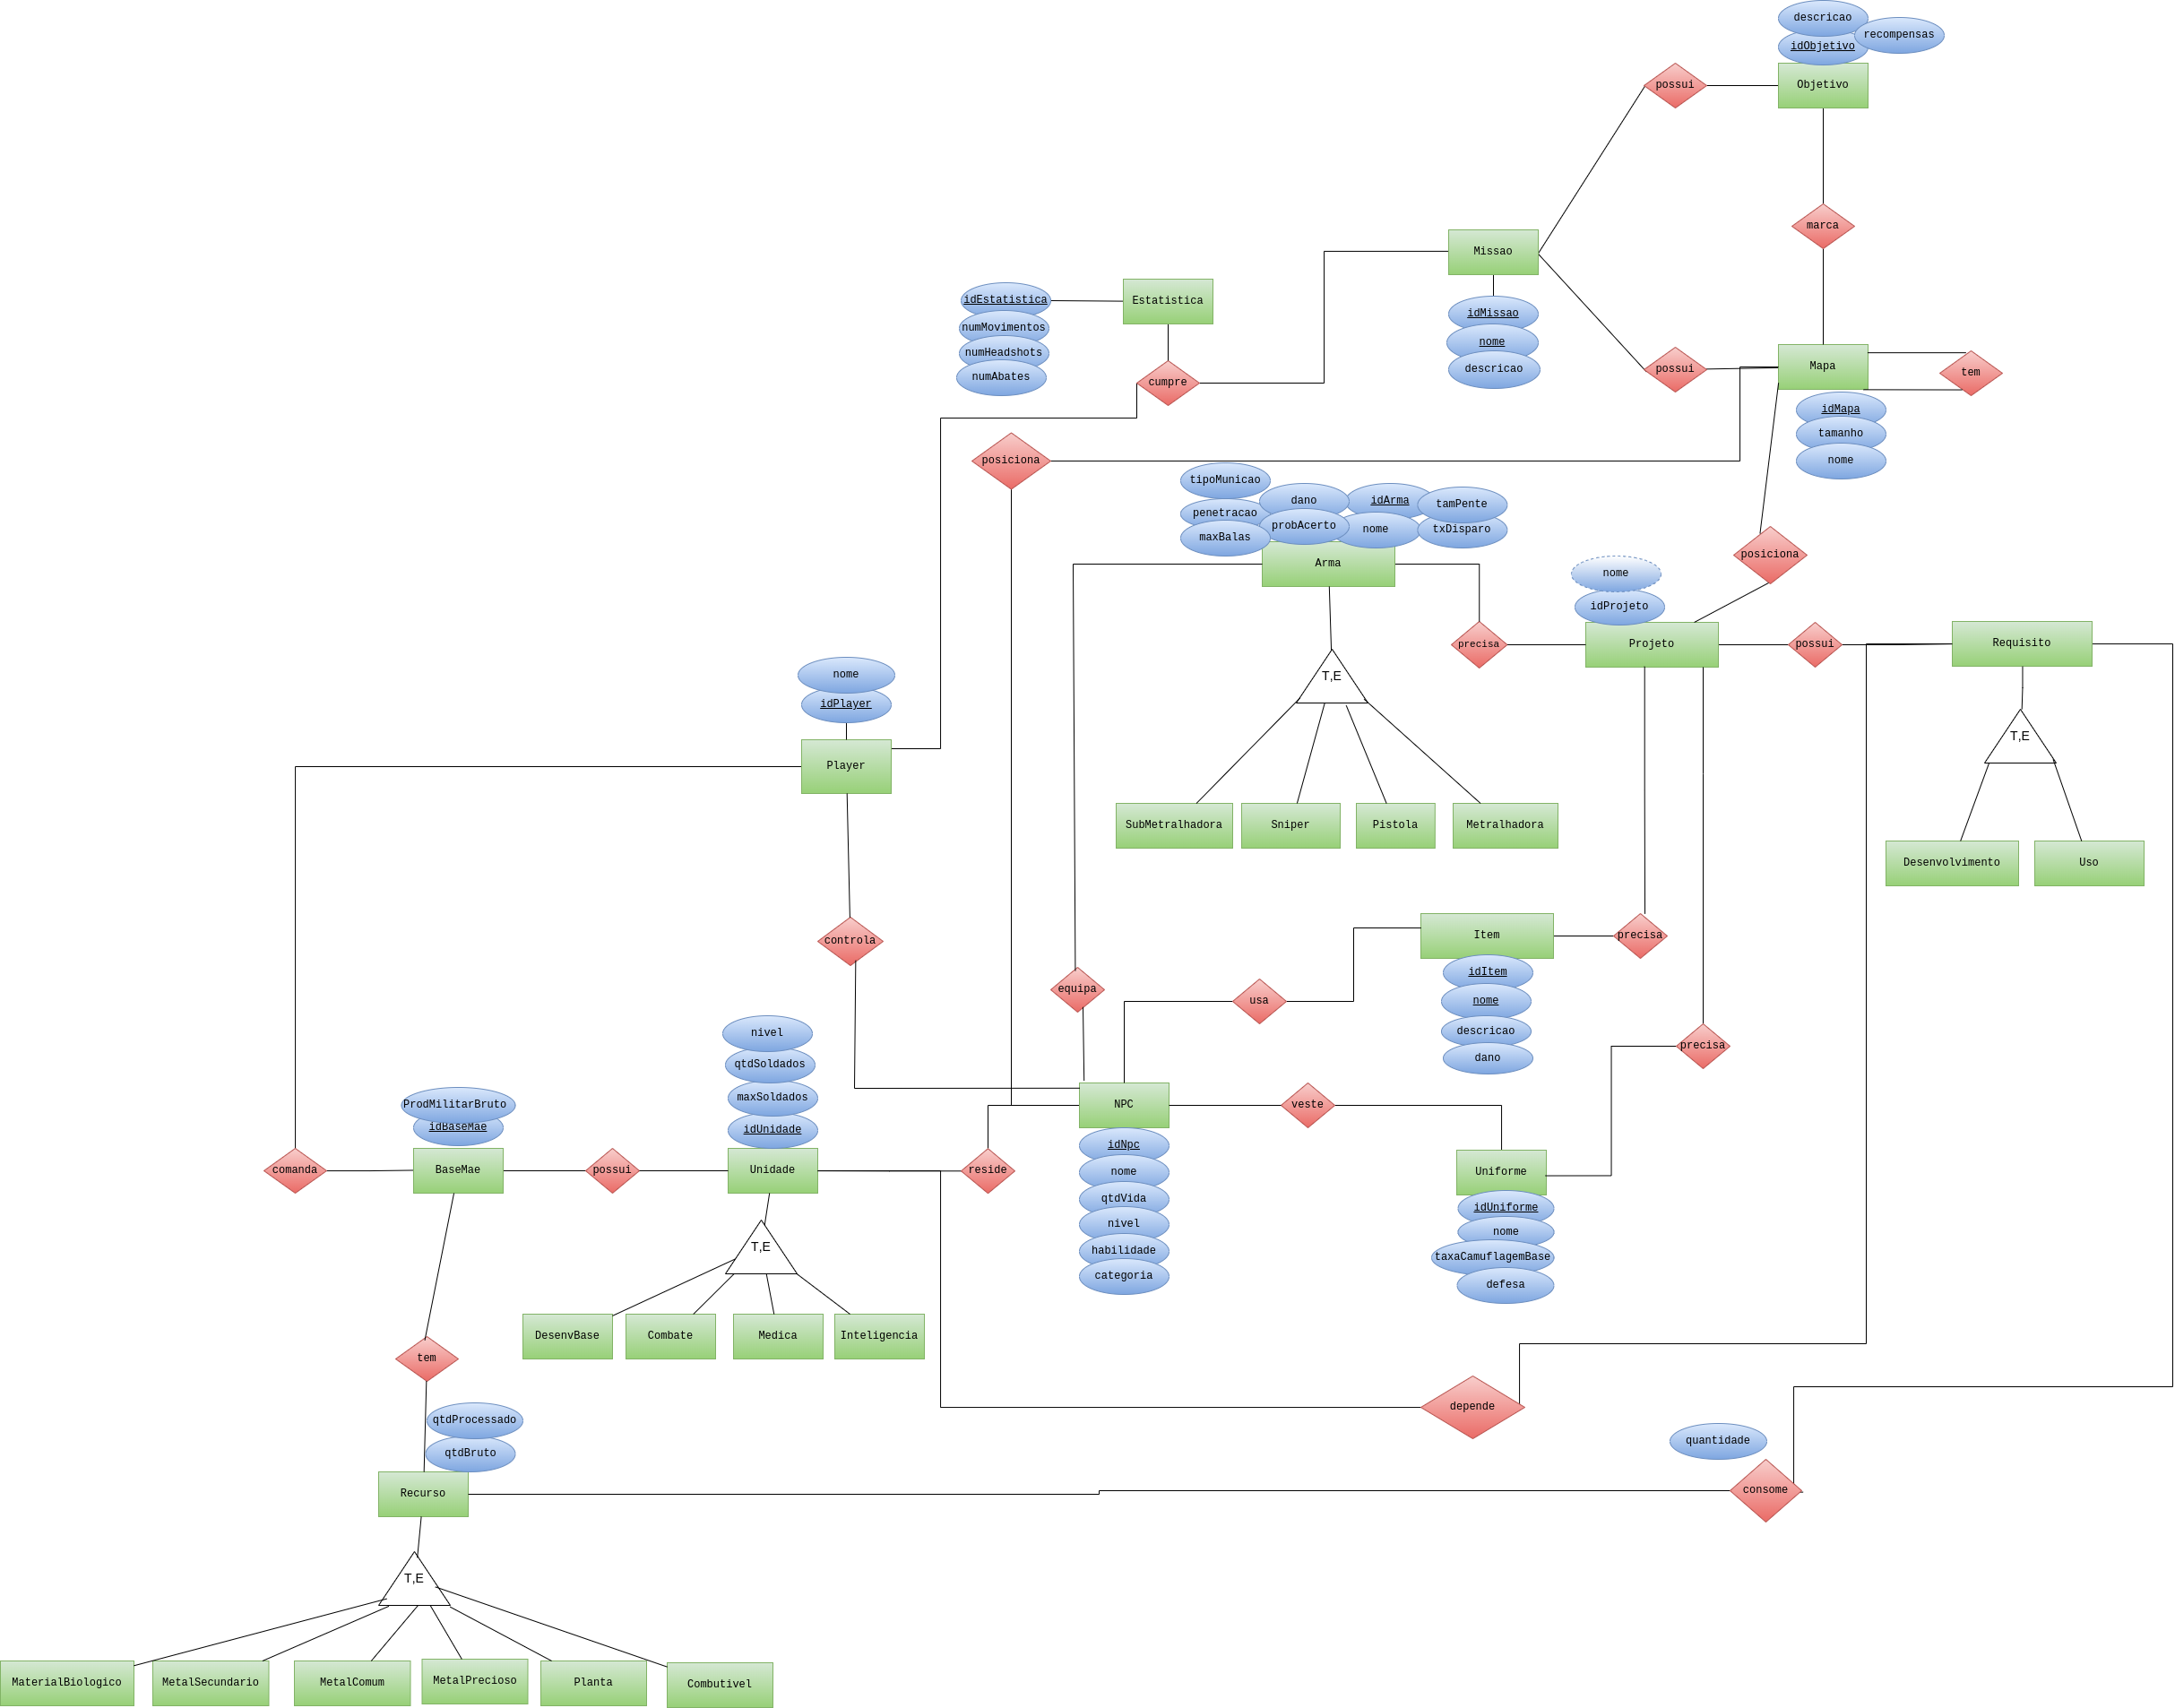 descricao
recompensas
idObjetivo
possui
Objetivo
marca
Missao
idEstatistica
Estatistica
idMissao
numMovimentos
nome
numHeadshots
descricao
numAbates
cumpre
possui
Mapa
tem
idMapa
tamanho
nome
posiciona
tipoMunicao
dano
idArma
tamPente
penetracao
probAcerto
nome
txDisparo
maxBalas
Arma
posiciona
nome
idProjeto
precisa
Projeto
possui
Requisito
nome
idPlayer
T,E
T,E
Player
SubMetralhadora
Sniper
Pistola
Metralhadora
Desenvolvimento
Uso
controla
Item
precisa
equipa
usa
idItem
nome
descricao
dano
nivel
qtdSoldados
maxSoldados
idUnidade
precisa
ProdMilitarBruto
idBaseMae
NPC
veste
idNpc
nome
qtdVida
nivel
habilidade
categoria
comanda
BaseMae
possui
Unidade
reside
Uniforme
idUniforme
nome
taxaCamuflagemBase
defesa
T,E
DesenvBase
Combate
Medica
Inteligencia
tem
depende
qtdProcessado
qtdBruto
quantidade
Recurso
consome
T,E
MaterialBiologico
MetalSecundario
MetalComum
MetalPrecioso
Planta
Combutivel